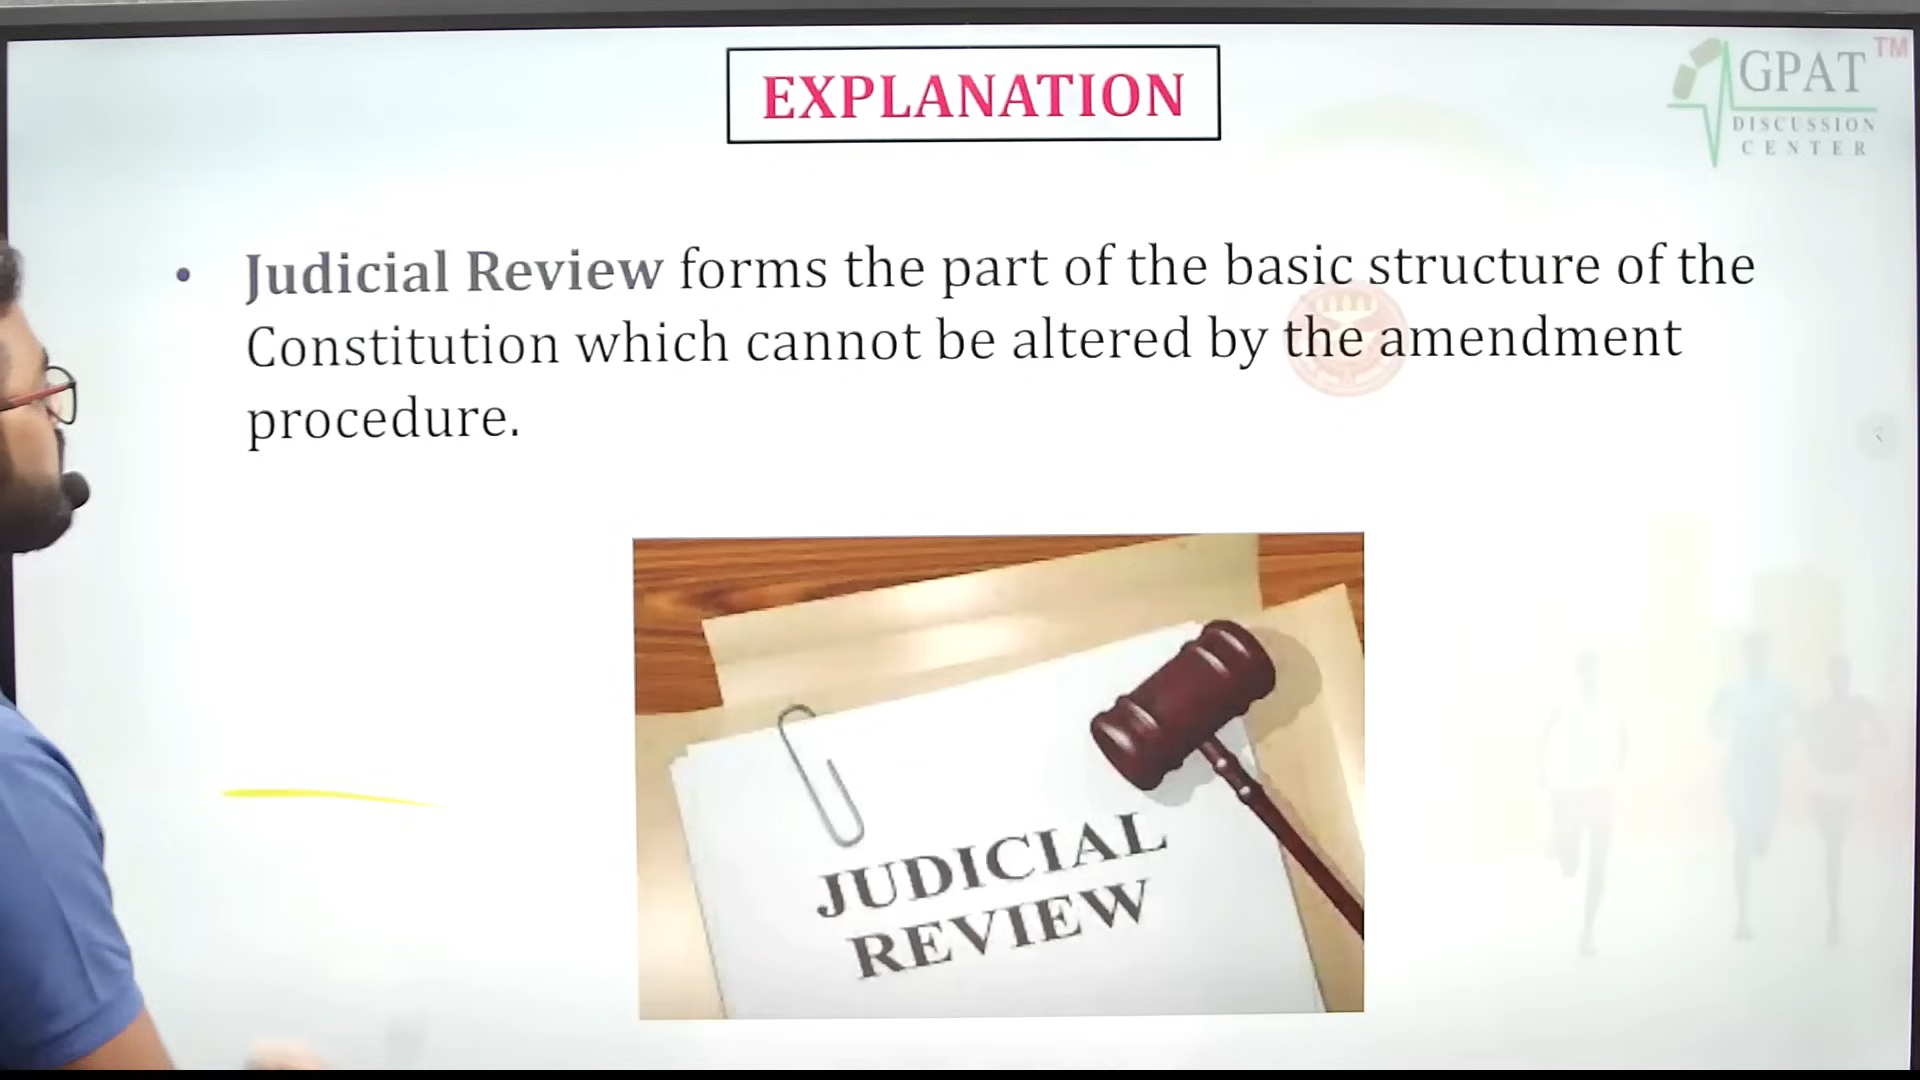 EXPLANATION
GPAT TM
DISCUSSION
CENTER
• Judicial Review forms the part of the basic structure of the
Constitution which cannot be altered by the amendment
procedure.
JUDICIAL
REVIEW